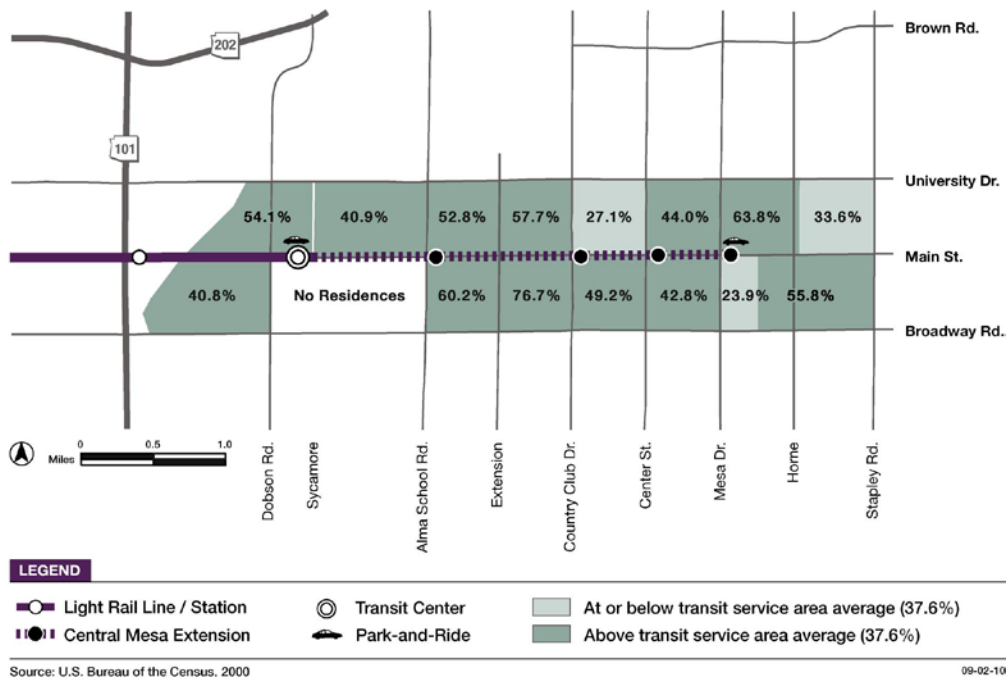 Brown Rd.
202
101
University Dr.
54.1% 40.9% 52.8% 57.7% 27.1% 44.0% 63.8% 33.6%
Main St.
40.8% No Residences 60.2% 76.7% 49.2% 42.8% 23.9% 55.8%
Broadway Rd.
0 0.5 1.0
Miles
Dobson Rd.
Sycamore
Alma School Rd.
Extension
Country Club Dr.
Center St.
Mesa Dr.
Horne
Stapley Rd.
LEGEND
Light Rail Line / Station
Transit Center
At or below transit service area average (37.6%)
Central Mesa Extension
Park-and-Ride
Above transit service area average (37.6%)
Source: U.S. Bureau of the Census, 2000